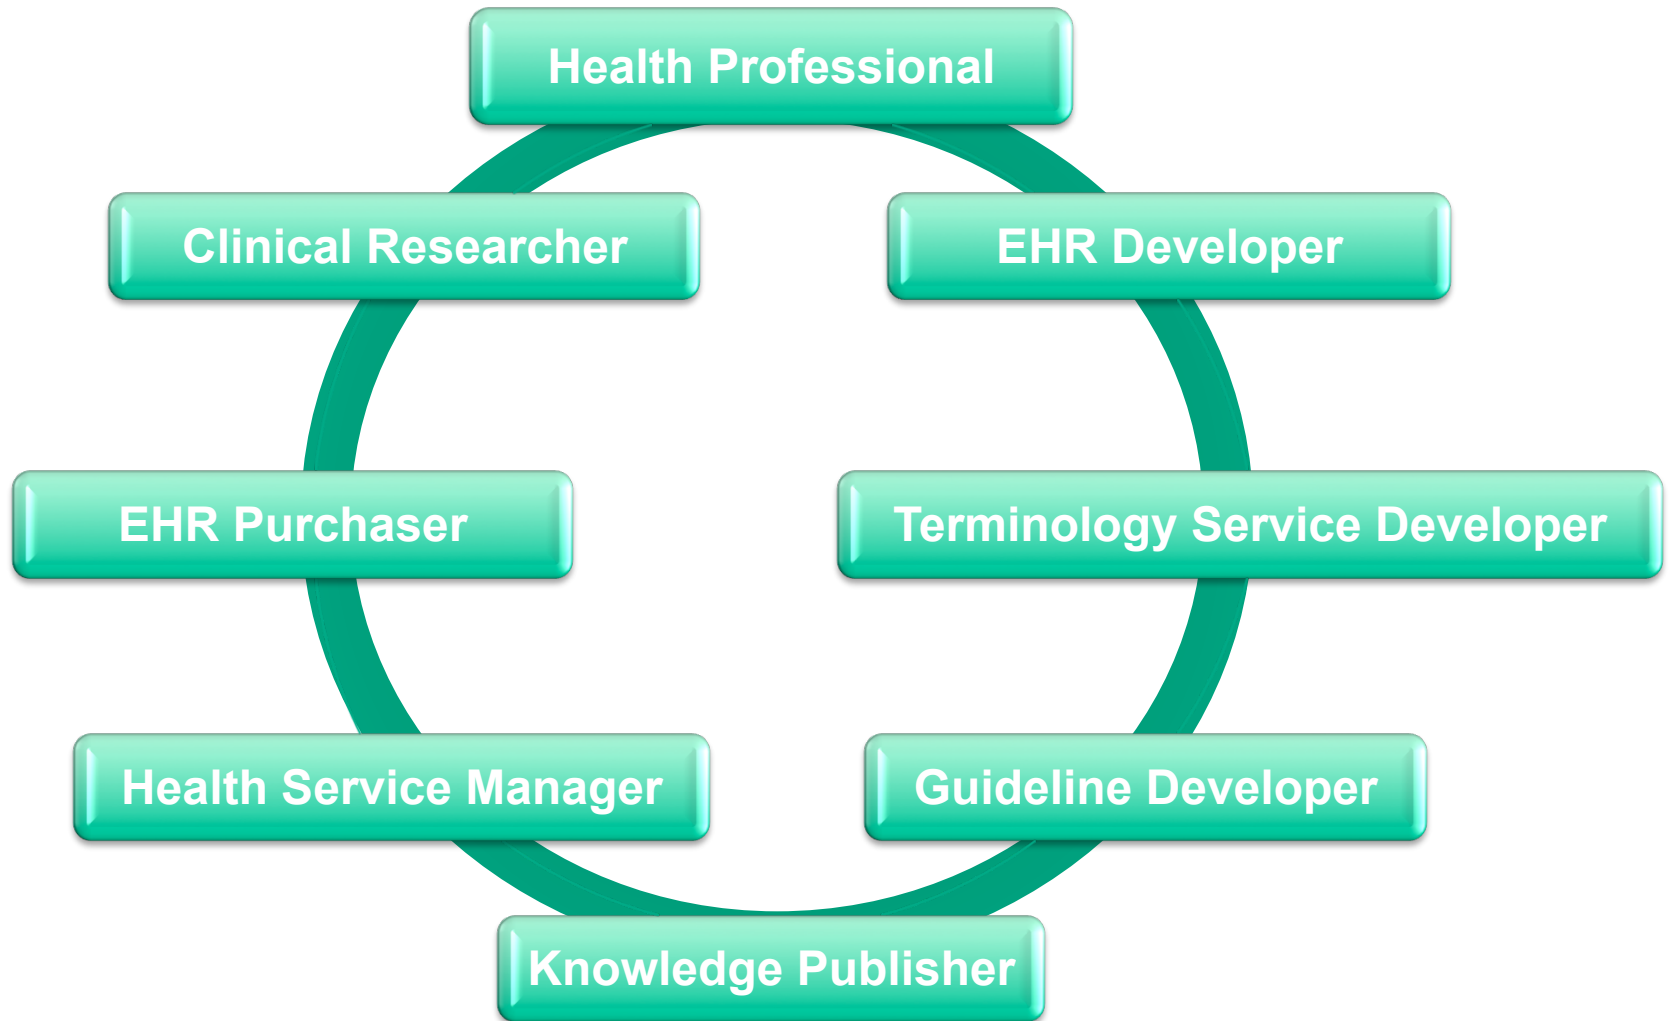 Health Professional
Clinical Researcher
EHR Developer
EHR Purchaser
Terminology Service Developer
Health Service Manager
Guideline Developer
Knowledge Publisher